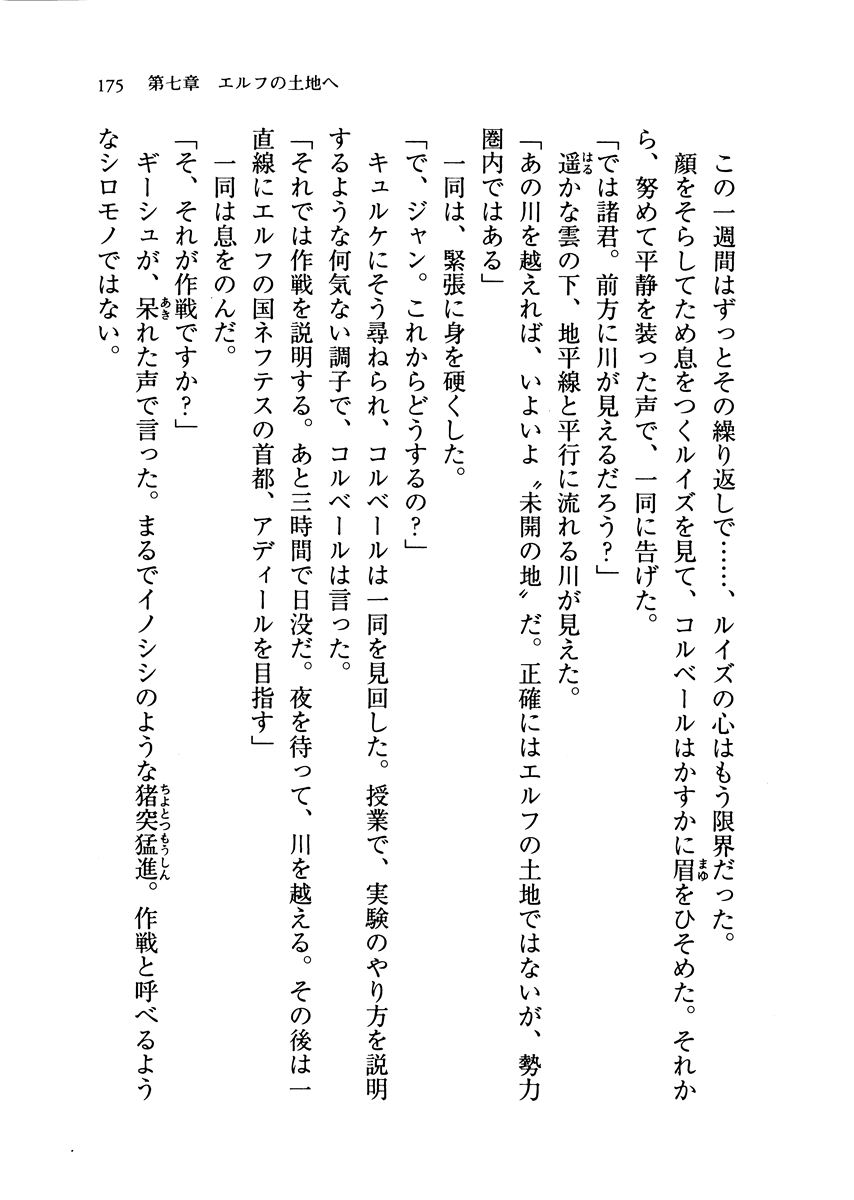 175 第七章 エルフの土地へ
この一週間はずっとその繰り返しで……、ルイズの心はもう限界だった。
顔をそらしてため息をつくルイズを見て、コルベールはかすかに眉をひそめた。それか
ら、努めて平静を装った声で、一同に告げた。
「では諸君。前方に川が見えるだろう?」
遥かな雲の下、地平線と平行に流れる川が見えた。
「あの川を越えれば、いよいよ〝未開の地〟だ。正確にはエルフの土地ではないが、勢力
圏内ではある」
一同は、緊張に身を硬くした。
「で、ジャン。これからどうするの?」
キュルケにそう尋ねられ、コルベールは一同を見回した。授業で、実験のやり方を説明
するような何気ない調子で、コルベールは言った。
「それでは作戦を説明する。あと三時間で日没だ。夜を待って、川を越える。その後は一
直線にエルフの国ネフテスの首都、アディールを目指す」
一同は息をのんだ。
「そ、それが作戦ですか?」
ギーシュが、呆れた声で言った。まるでイノシシのような猪突猛進。作戦と呼べるよう
なシロモノではない。